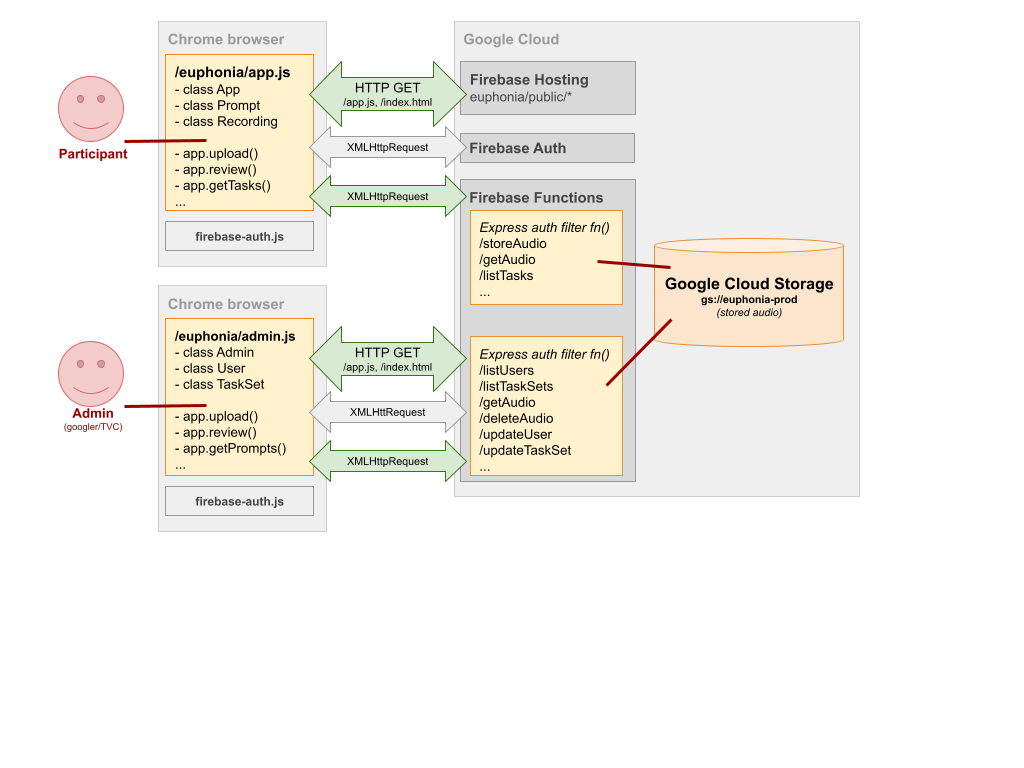 Chrome browser
/euphonia/app.js
- class App
- class Prompt
- class Recording
- app.upload()
- app.review()
- app.getTasks()
...
firebase-auth.js
Participant
HTTP GET
/app.js, /index.html
XMLHttpRequest
XMLHttpRequest
Google Cloud
Firebase Hosting
euphonia/public/*
Firebase Auth
Firebase Functions
Express auth filter fn()
/storeAudio
/getAudio
/listTasks
...
Google Cloud Storage
gs://euphonia-prod
(stored audio)
Chrome browser
/euphonia/admin.js
- class Admin
- class User
- class TaskSet
- app.upload()
- app.review()
- app.getPrompts()
...
firebase-auth.js
Admin
(googler/TVC)
HTTP GET
/app.js, /index.html
XMLHttRequest
XMLHttpRequest
Express auth filter fn()
/listUsers
/listTaskSets
/getAudio
/deleteAudio
/updateUser
/updateTaskSet
...